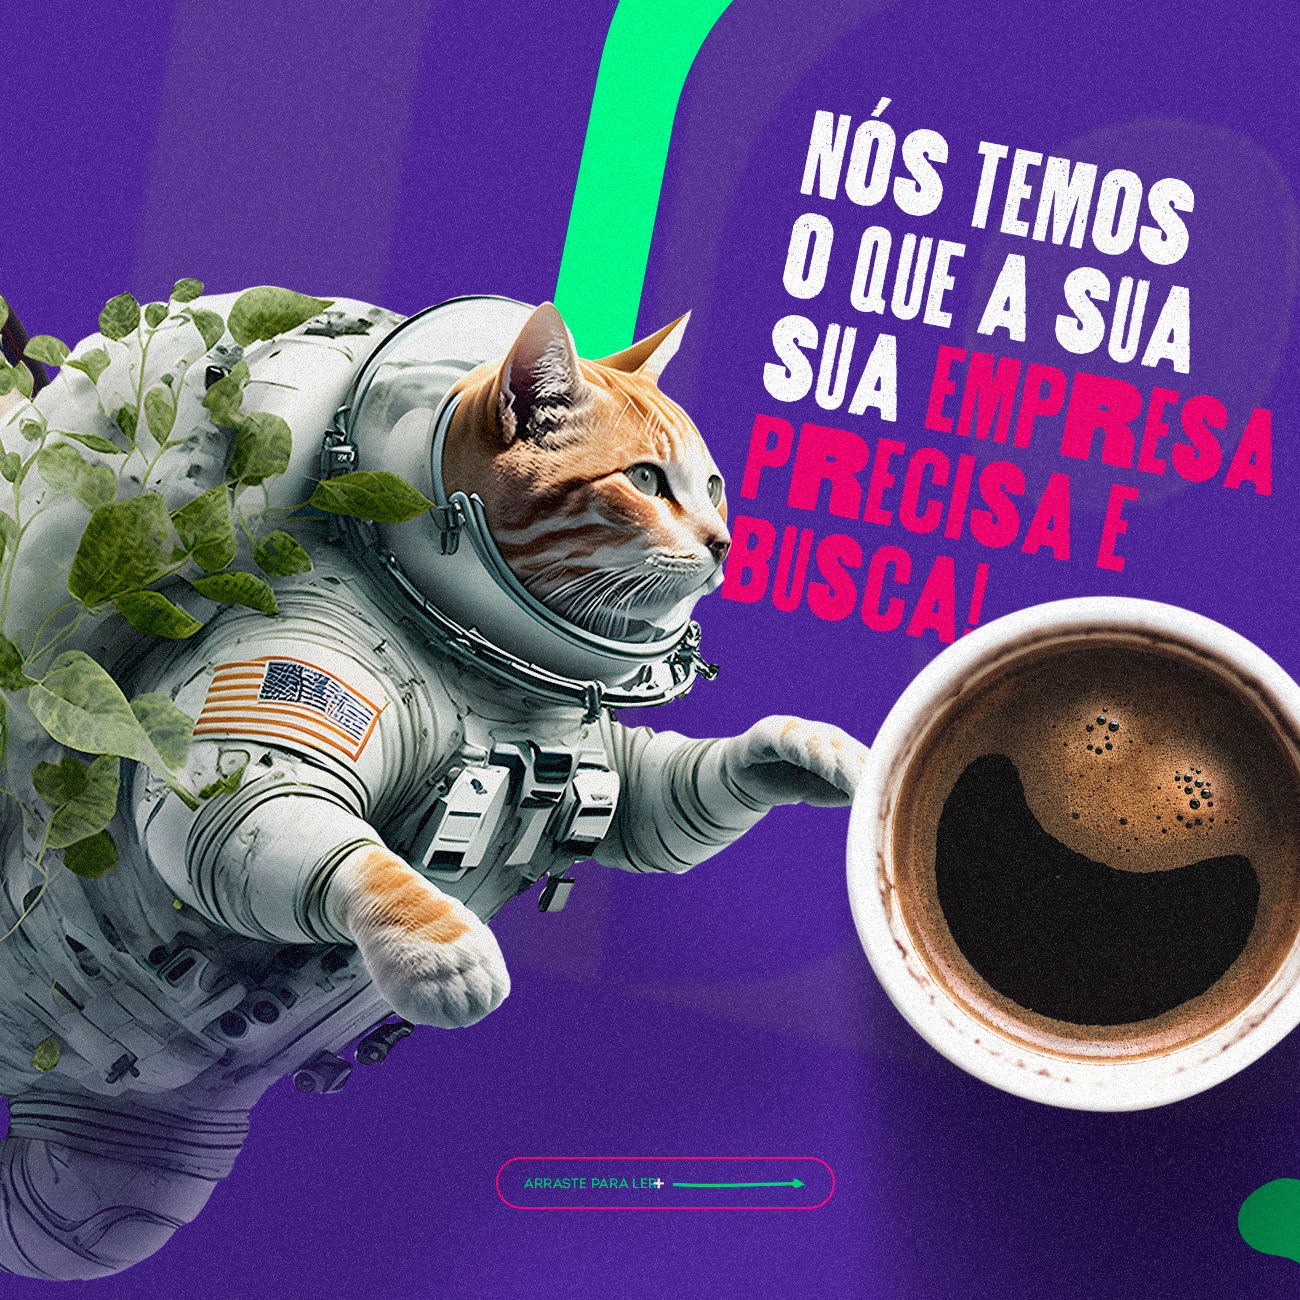 NÓS TEMOS
O QUE A SUA
SUA EMPRESA
PRECISA E
BUSCA!
ARRASTE PARA LER+